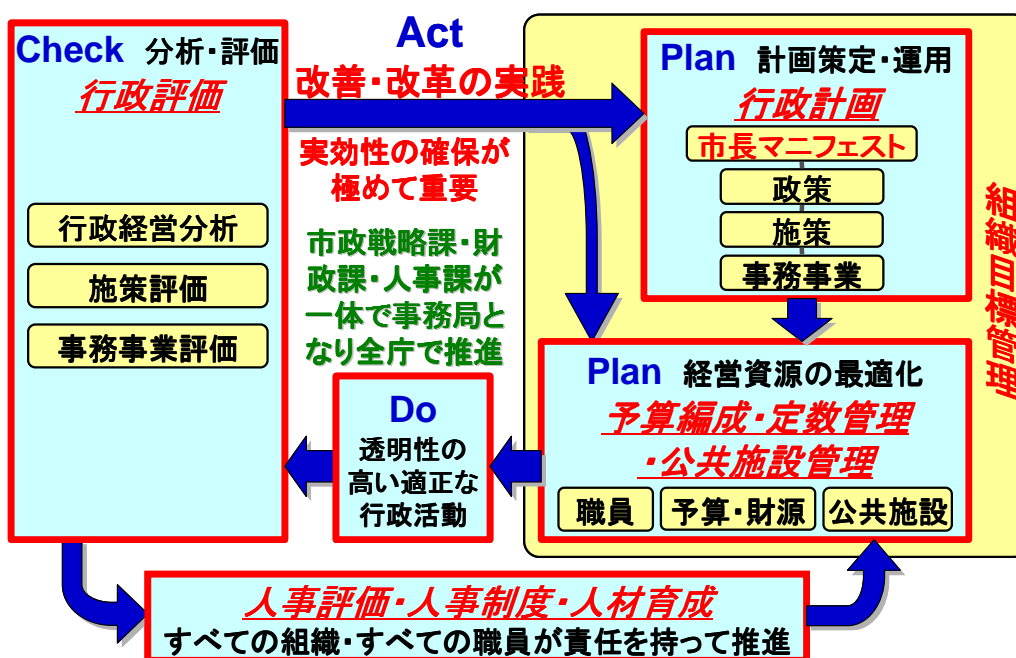 Check 分析・評価
行政評価
行政経営分析
施策評価
事務事業評価
Act
改善・改革の実践
実効性の確保が
極めて重要
市政戦略課・財
政課・人事課が
一体で事務局と
なり全庁で推進
Plan 計画策定・運用
行政計画
市長マニフェスト
政策
施策
事務事業
組織目標管理
Plan 経営資源の最適化
予算編成・定数管理
・公共施設管理
職員
予算・財源
公共施設
Do
透明性の
高い適正な
行政活動
人事評価・人事制度・人材育成
すべての組織・すべての職員が責任を持って推進